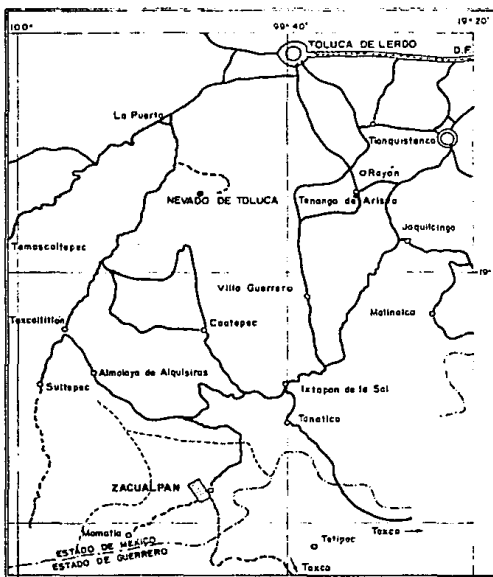 100°
99° 40'
19° 20'
TOLUCA DE LERDO
D.F.
La Puerta
Tianquistenco
Rayón
NEVADO DE TOLUCA
Tenango de Arista
Joquilcingo
Temascaltepec
19°
Villa Guerrero
Malinalco
Texcaltitlán
Coatepec
Almoloya de Alquisiras
Sultepec
Ixtapan de la Sal
Tonatico
ZACUALPAN
Mamatla
ESTADO DE MEXICO
ESTADO DE GUERRERO
Tetipac
Taxco
Taxco